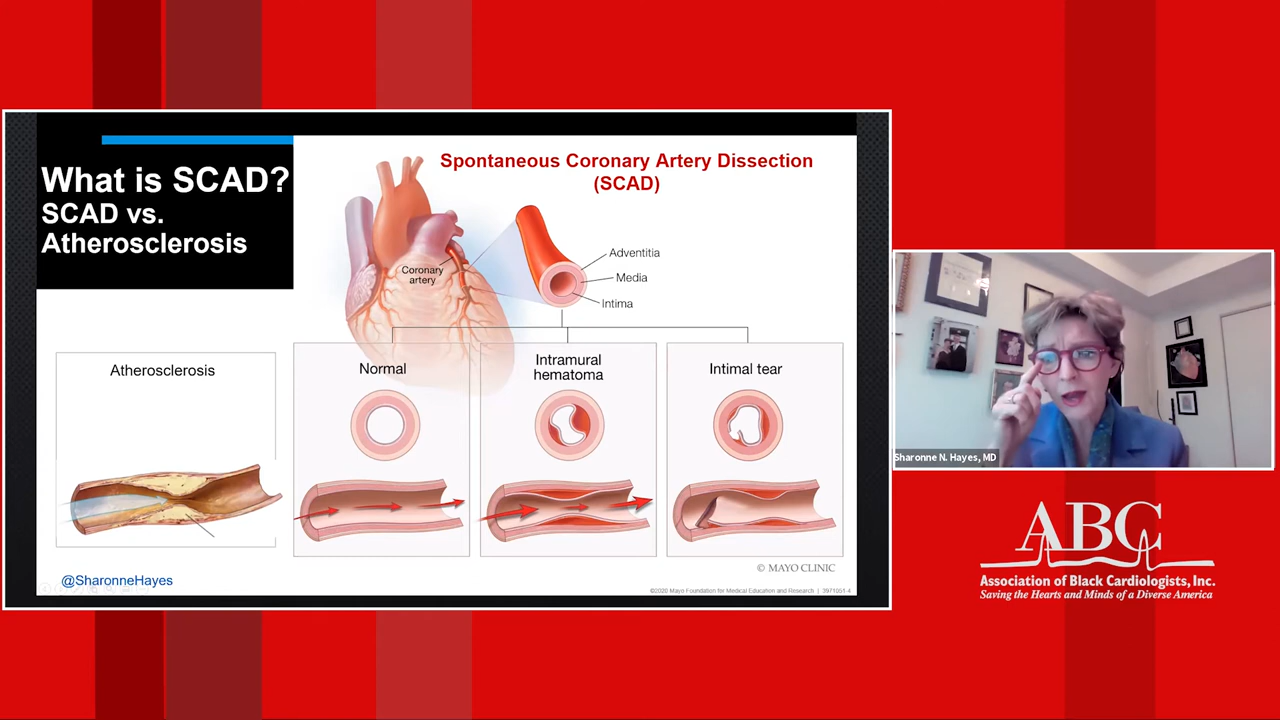 What is SCAD?
SCAD vs.
Atherosclerosis
Spontaneous Coronary Artery Dissection
(SCAD)
Coronary
artery
Adventitia
Media
Intima
Atherosclerosis
Normal
Intramural
hematoma
Intimal tear
© MAYO CLINIC
@SharonneHayes
©2020 Mayo Foundation for Medical Education and Research | 3971051-4
Sharonne N. Hayes, MD
ABC
Association of Black Cardiologists, Inc.
Saving the Hearts and Minds of a Diverse America